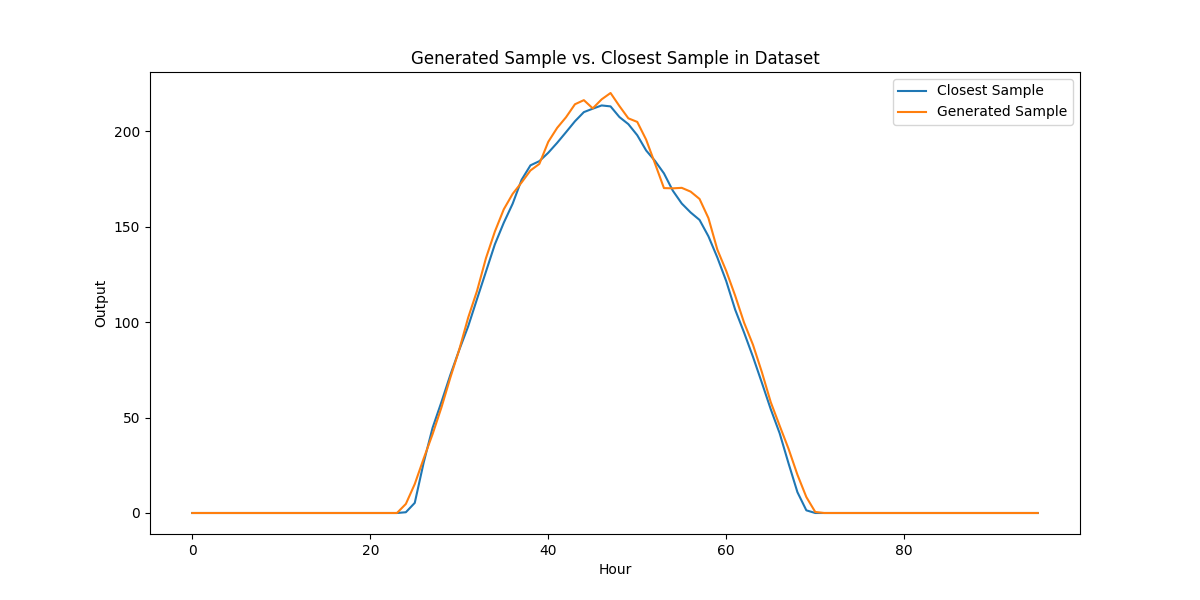 Generated Sample vs. Closest Sample in Dataset
Closest Sample
Generated Sample
Output
200
150
100
50
0
0 20 40 60 80
Hour